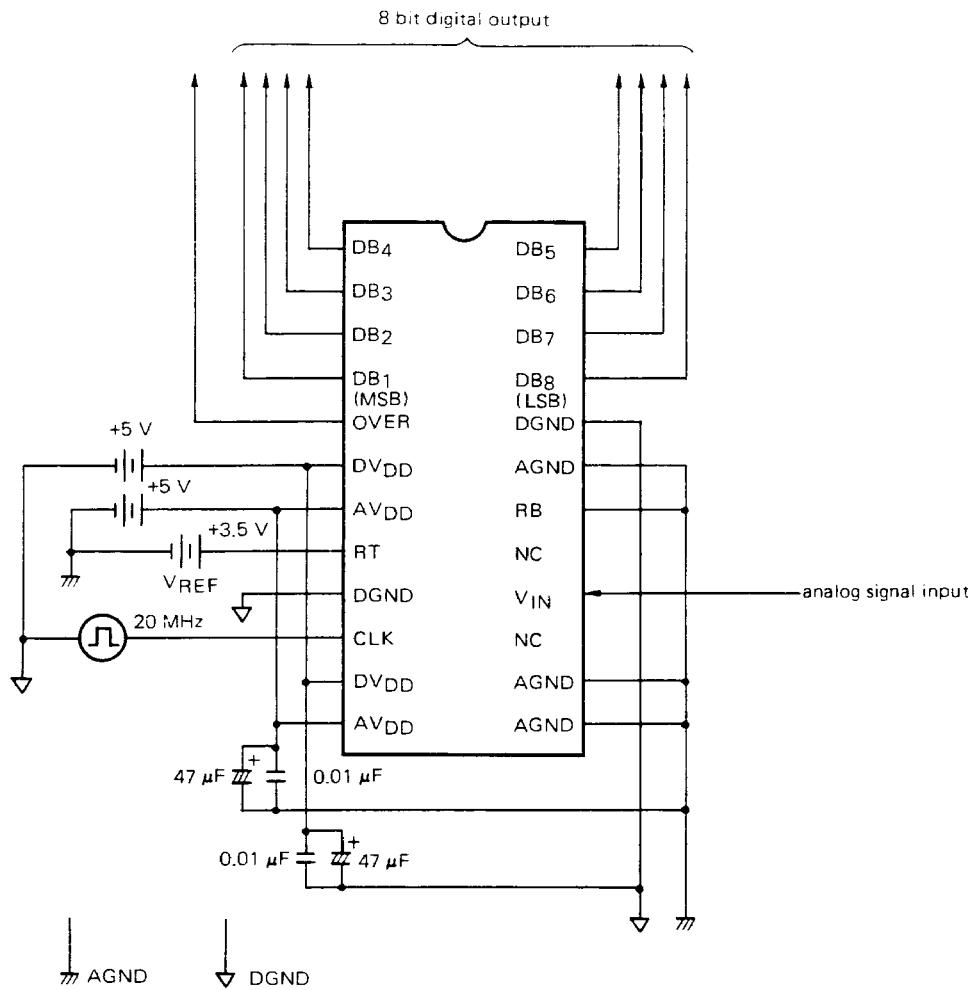 8 bit digital output
DB4
DB5
DB3
DB6
DB2
DB7
DB1
(MSB)
DB8
(LSB)
OVER
DGND
+5 V
DVDD
AGND
+5 V
AVDD
RB
+3.5 V
RT
NC
VREF
DGND
VIN
analog signal input
20 MHz
CLK
NC
DVDD
AGND
AVDD
AGND
47 μF
+
0.01 μF
0.01 μF
+
47 μF
AGND
DGND